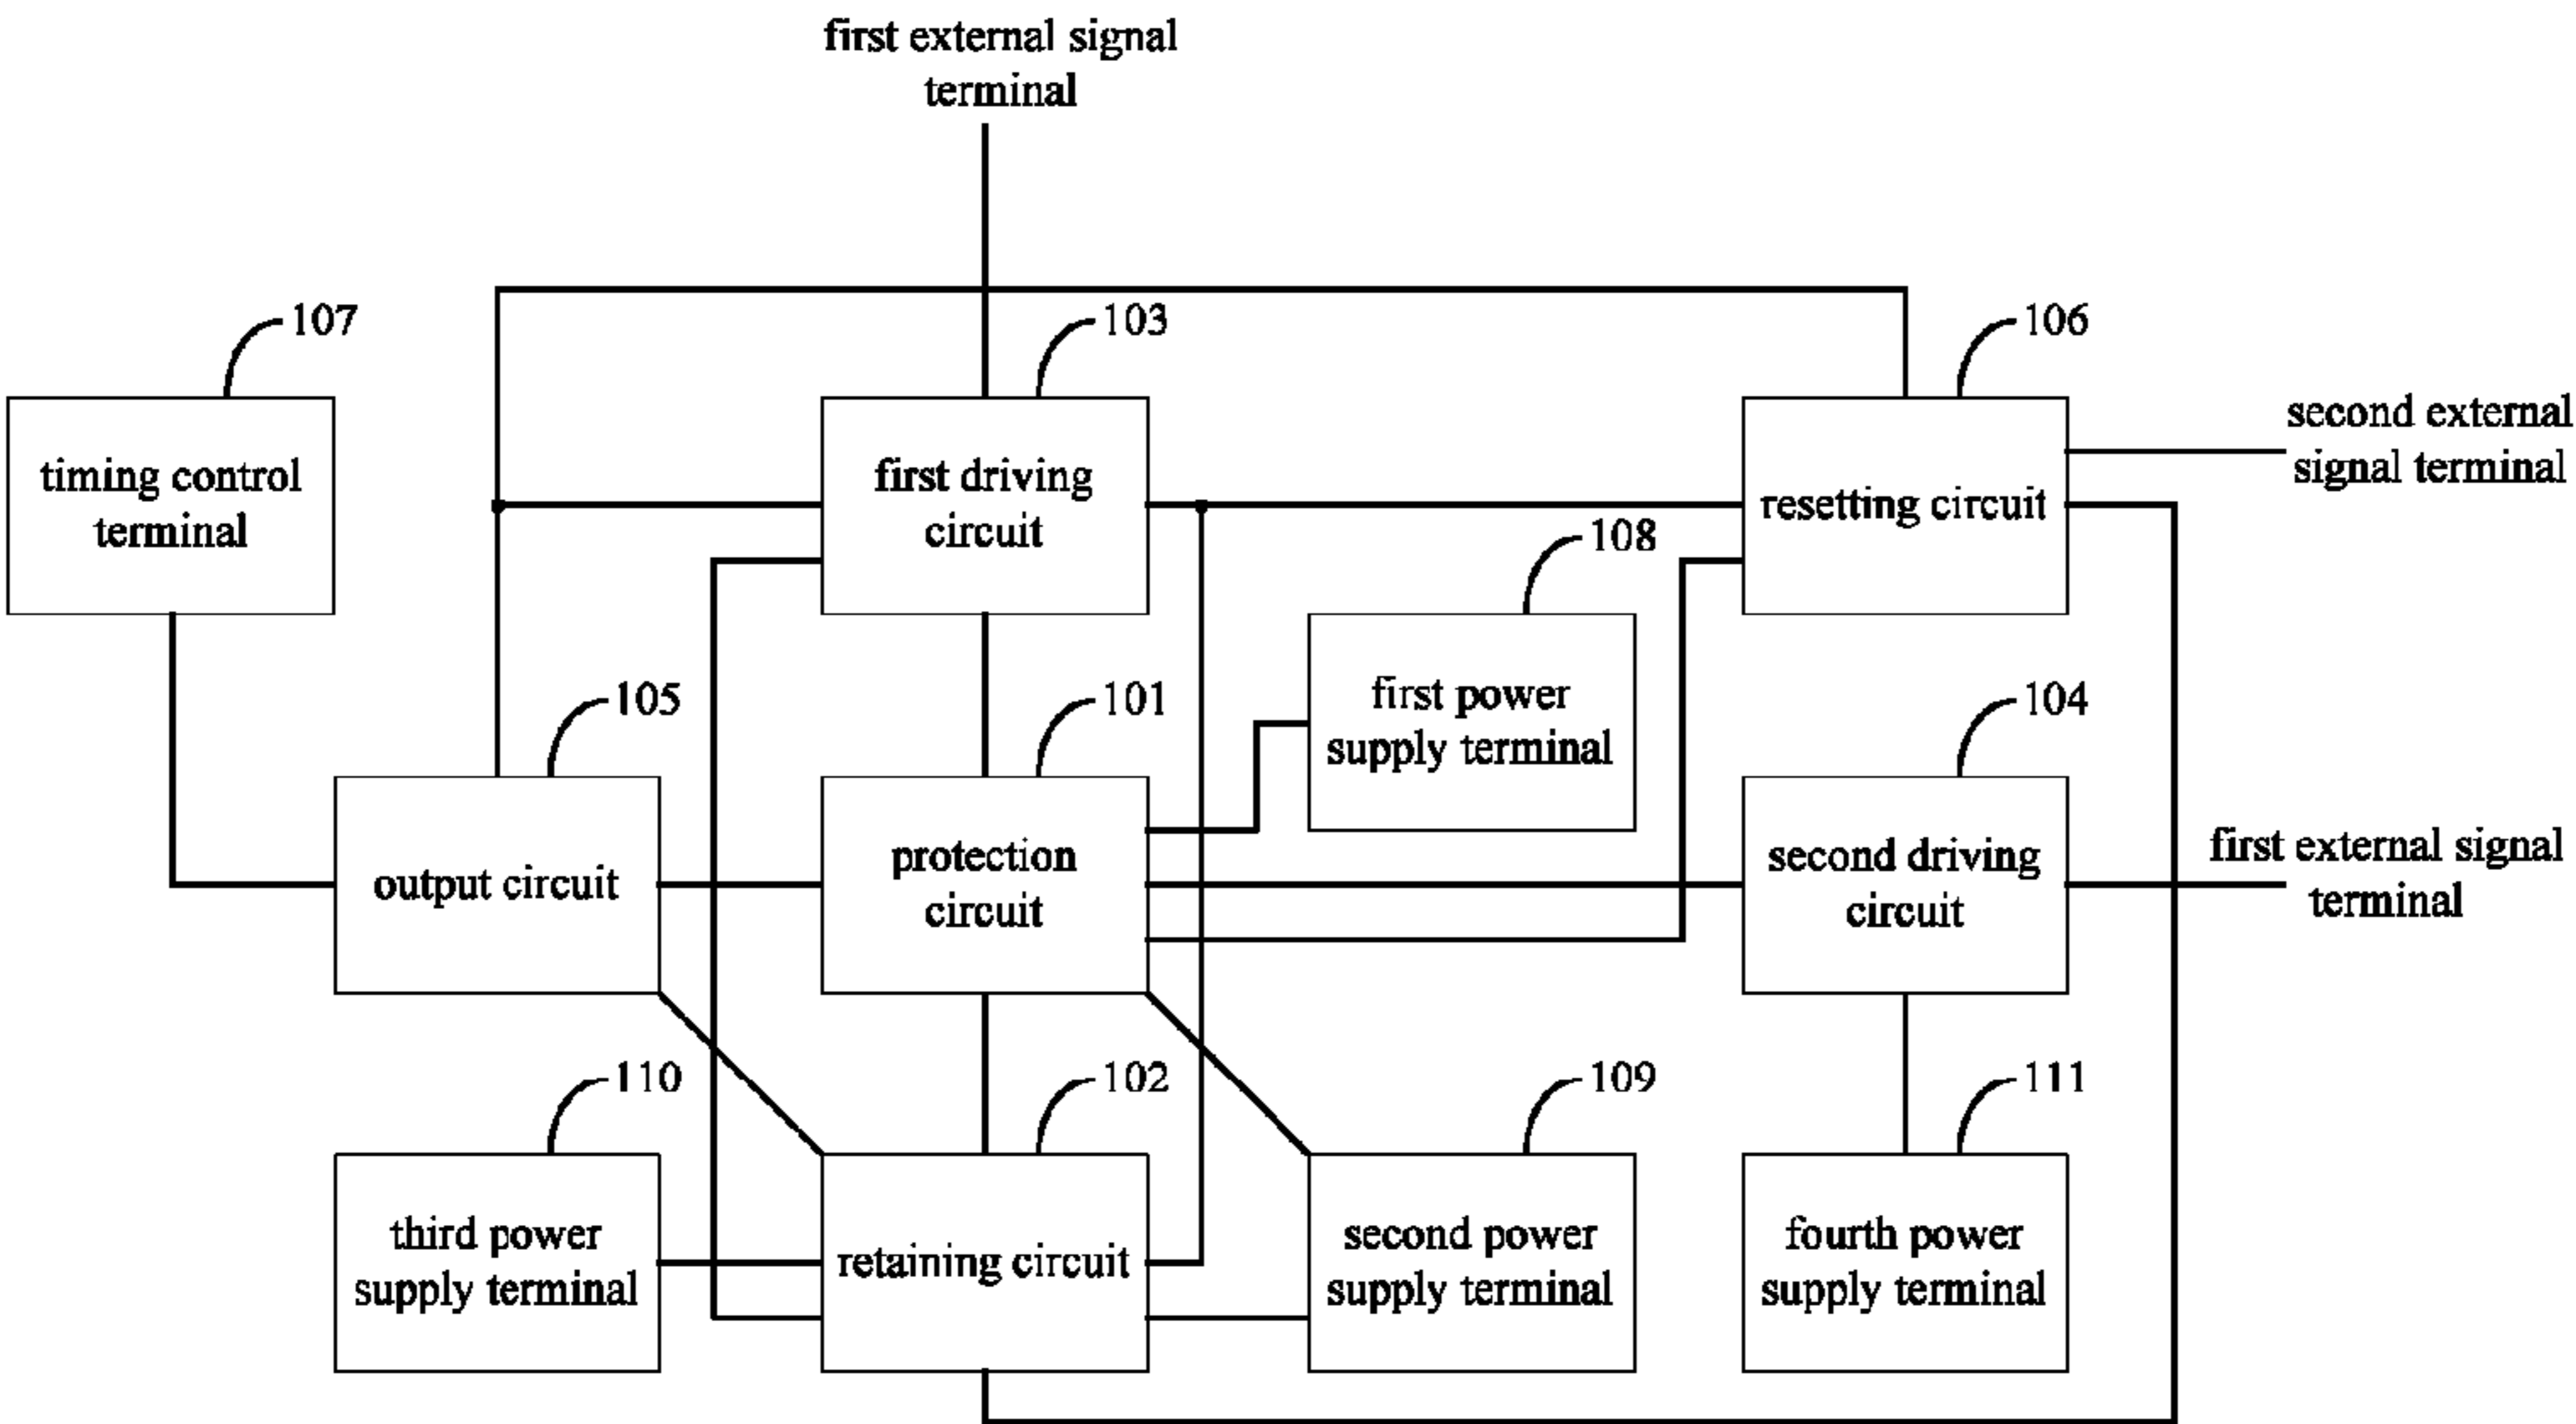 first external signal
terminal
107
103
106
timing control
terminal
first driving
circuit
resetting circuit
second external
signal terminal
108
first power
supply terminal
105
101
104
output circuit
protection
circuit
second driving
circuit
first external signal
terminal
110
102
109
111
third power
supply terminal
retaining circuit
second power
supply terminal
fourth power
supply terminal